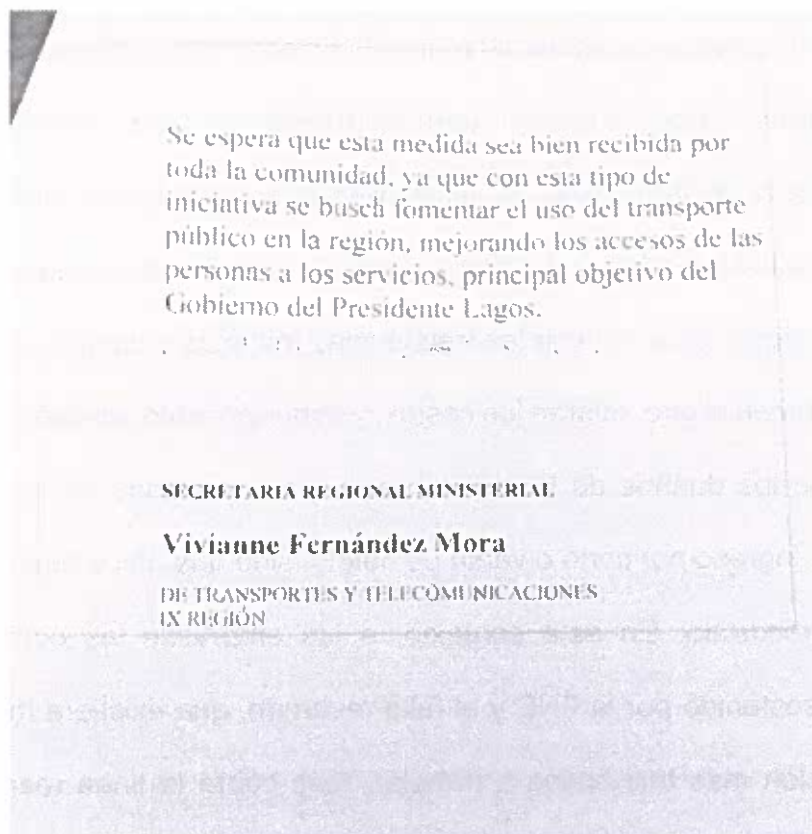 Se espera que esta medida sea bien recibida por
toda la comunidad, ya que con esta tipo de
iniciativa se busca fomentar el uso del transporte
público en la región, mejorando los accesos de las
personas a los servicios, principal objetivo del
Gobierno del Presidente Lagos.
SECRETARIA REGIONAL MINISTERIAL
Vivianne Fernández Mora
DE TRANSPORTES Y TELECOMUNICACIONES
IX REGIÓN